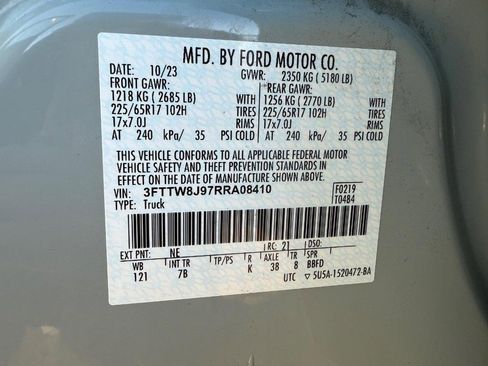 MFD. BY FORD MOTOR CO.
DATE: 10/23 GVWR: 2350 KG ( 5180 LB)
FRONT GAWR: REAR GAWR:
1218 KG ( 2685 LB) 1256 KG ( 2770 LB)
225/65R17 102H TIRES 225/65R17 102H TIRES
17x7.0J RIMS 17x7.0J RIMS
AT 240 kPa/ 35 PSI COLD AT 240 kPa/ 35 PSI COLD
THIS VEHICLE CONFORMS TO ALL APPLICABLE FEDERAL MOTOR
VEHICLE SAFETY AND THEFT PREVENTION STANDARDS
IN EFFECT ON THE DATE OF MANUFACTURE SHOWN ABOVE.
VIN: 3FTTW8J97RRA08410 F0219
TYPE: Truck T0484
EXT PNT: NE RC: 21 DSO:
WB INT TR TP/PS R AXLE TR
121 7B K 38 8 BBFD
UTC ▽ 5U5A-1520472-BA